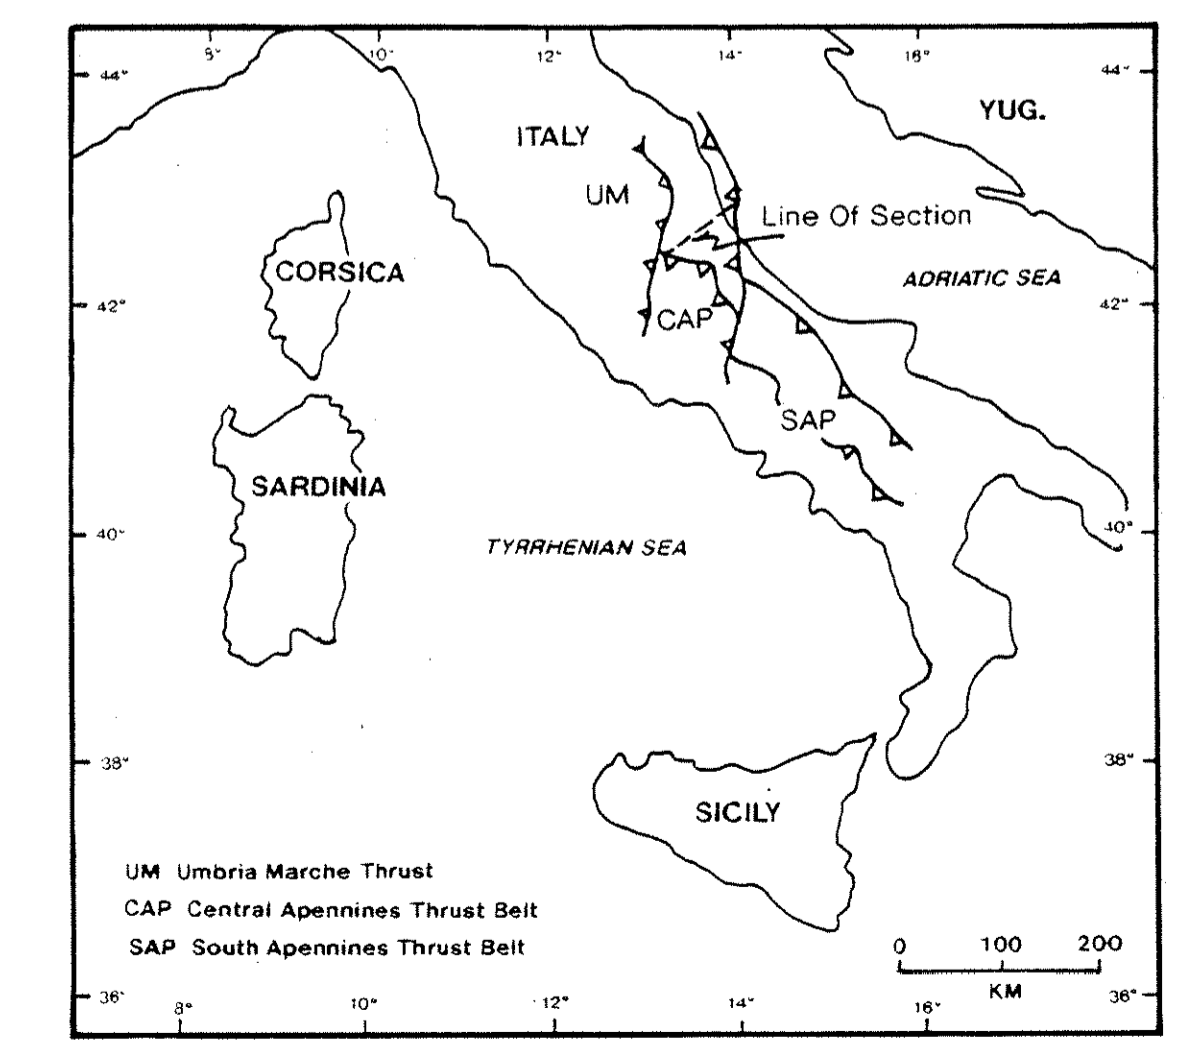 8° 10° 12° 14° 16°
44° 44°
YUG.
ITALY
UM
Line Of Section
CORSICA
ADRIATIC SEA
42° 42°
CAP
SAP
SARDINIA
40° 40°
TYRRHENIAN SEA
38° 38°
SICILY
UM Umbria Marche Thrust
CAP Central Apennines Thrust Belt
SAP South Apennines Thrust Belt
0 100 200
KM
36° 36°
8° 10° 12° 14° 16°